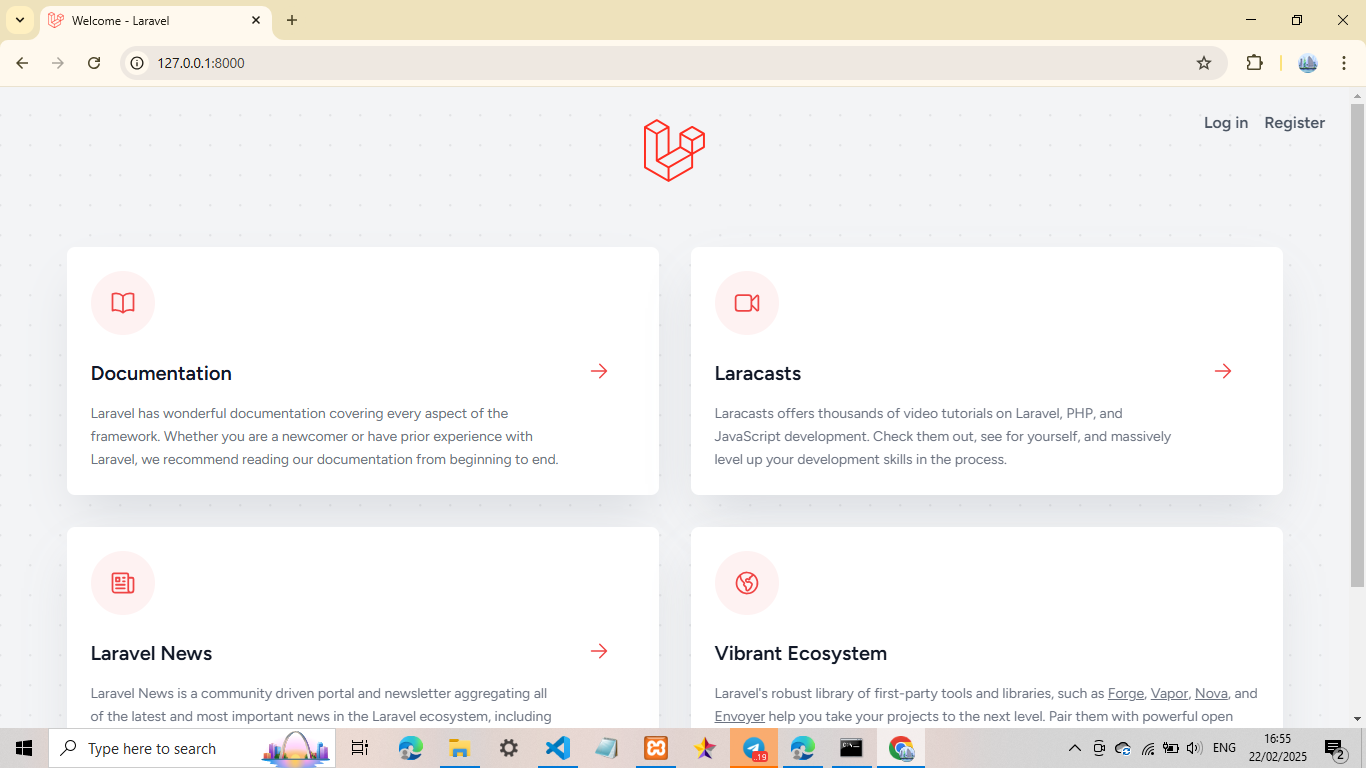 Welcome - Laravel
127.0.0.1:8000
Log in Register
Documentation
Laravel has wonderful documentation covering every aspect of the
framework. Whether you are a newcomer or have prior experience with
Laravel, we recommend reading our documentation from beginning to end.
Laracasts
Laracasts offers thousands of video tutorials on Laravel, PHP, and
JavaScript development. Check them out, see for yourself, and massively
level up your development skills in the process.
Laravel News
Laravel News is a community driven portal and newsletter aggregating all
of the latest and most important news in the Laravel ecosystem, including
Vibrant Ecosystem
Laravel's robust library of first-party tools and libraries, such as Forge, Vapor, Nova, and
Envoyer help you take your projects to the next level. Pair them with powerful open
Type here to search
..19
ENG
16:55
22/02/2025
2